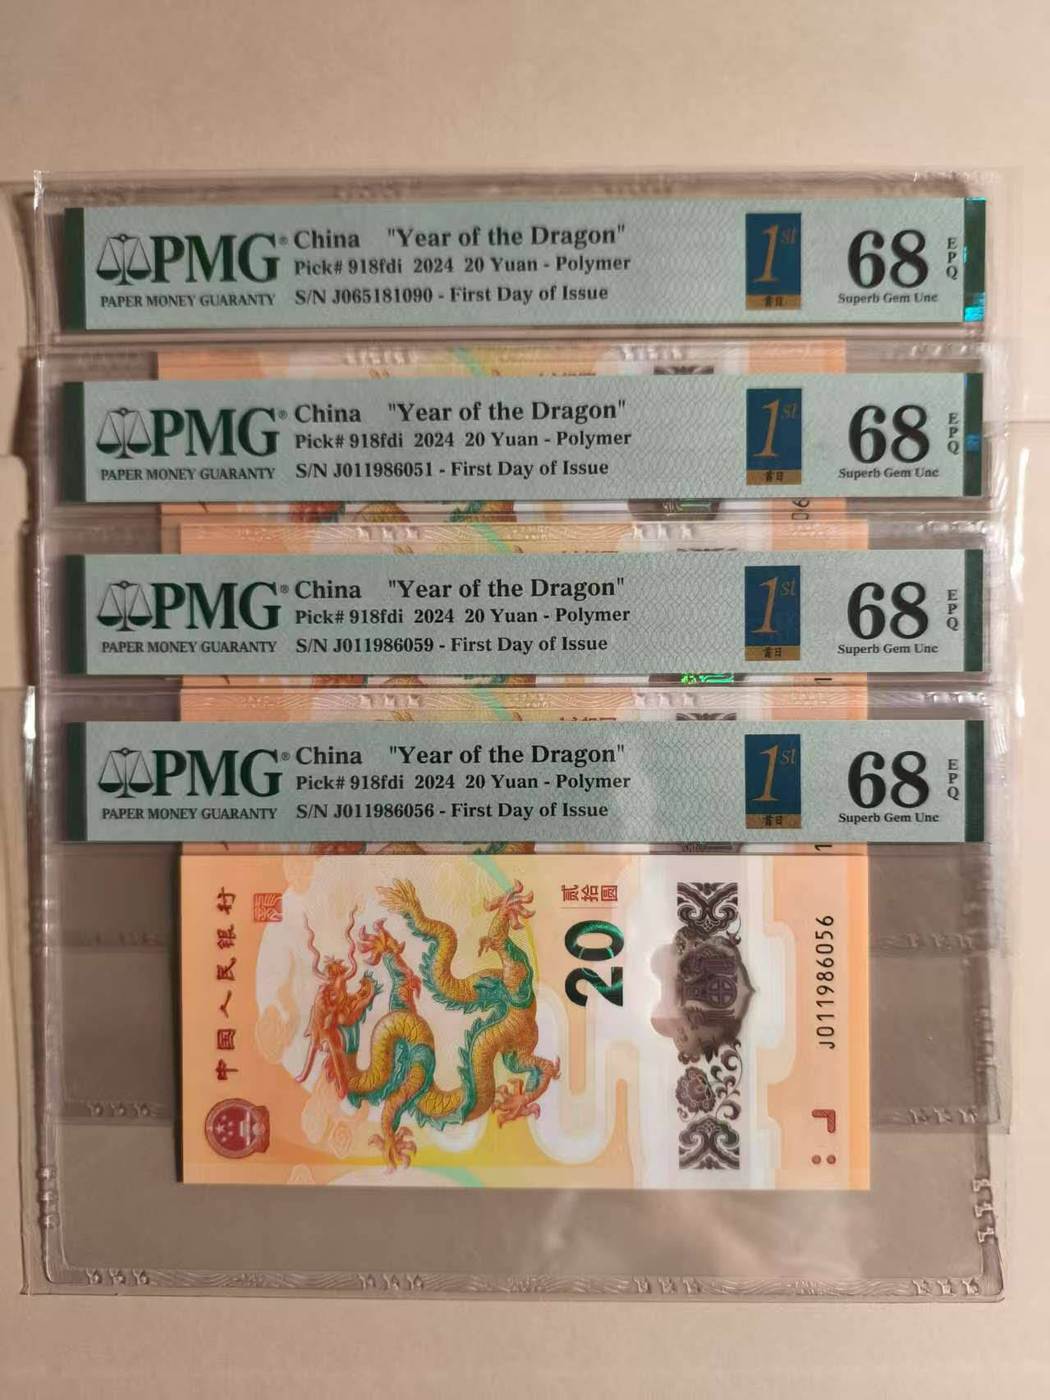 PMG® China "Year of the Dragon" 1st 68 EPQ
Pick# 918fdi 2024 20 Yuan - Polymer
PAPER MONEY GUARANTY S/N J065181090 - First Day of Issue 首日 Superb Gem Unc
PMG® China "Year of the Dragon" 1st 68 EPQ
Pick# 918fdi 2024 20 Yuan - Polymer
PAPER MONEY GUARANTY S/N J011986051 - First Day of Issue 首日 Superb Gem Unc
PMG® China "Year of the Dragon" 1st 68 EPQ
Pick# 918fdi 2024 20 Yuan - Polymer
PAPER MONEY GUARANTY S/N J011986059 - First Day of Issue 首日 Superb Gem Unc
PMG® China "Year of the Dragon" 1st 68 EPQ
Pick# 918fdi 2024 20 Yuan - Polymer
PAPER MONEY GUARANTY S/N J011986056 - First Day of Issue 首日 Superb Gem Unc
中国人民银行
贰拾圆
20
J011986056